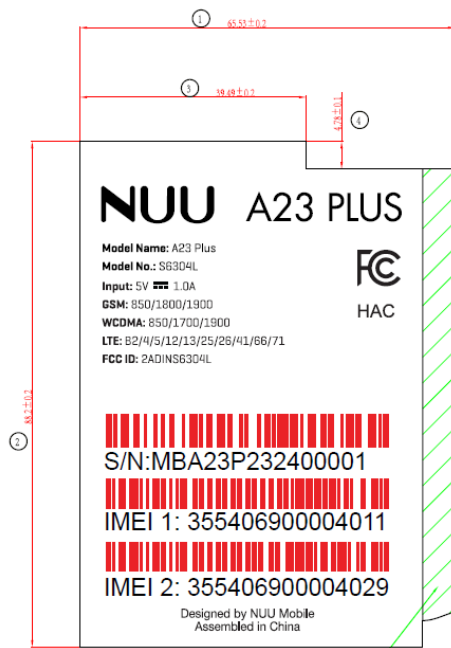 ① 65.53±0.2
③ 39.49±0.2
4.78±0.1 ④
② 88.2±0.2
NUU A23 PLUS
Model Name: A23 Plus
Model No.: S6304L
Input: 5V 1.0A
GSM: 850/1800/1900
WCDMA: 850/1700/1900
LTE: B2/4/5/12/13/25/26/41/66/71
FCC ID: 2ADINS6304L
FC
HAC
S/N:MBA23P232400001
IMEI 1: 355406900004011
IMEI 2: 355406900004029
Designed by NUU Mobile
Assembled in China